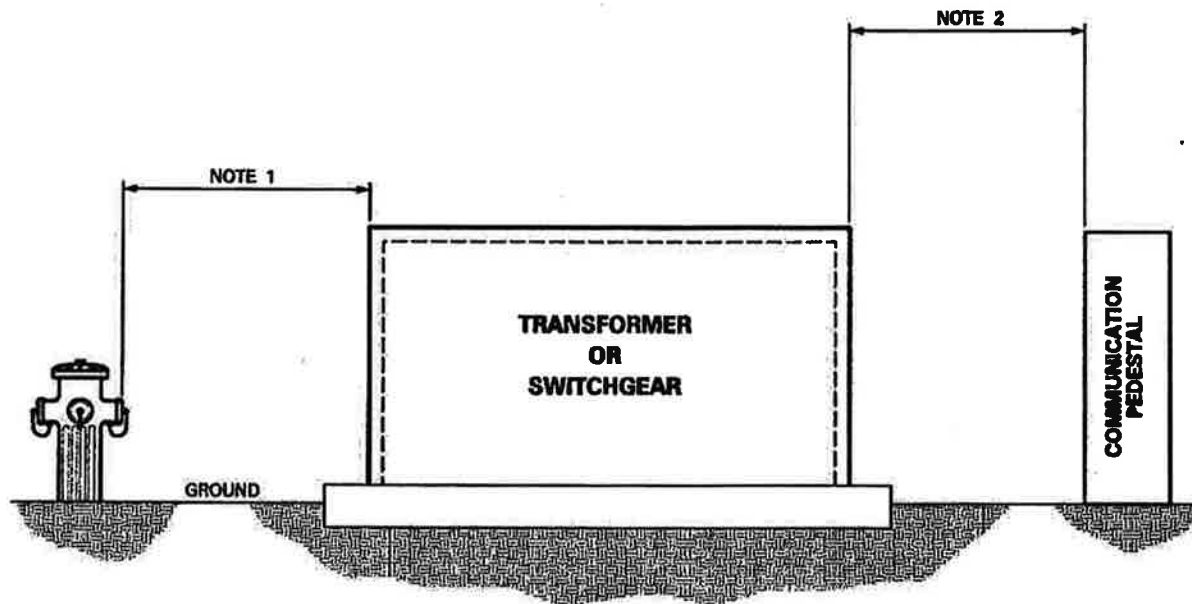 NOTE 2
NOTE 1
TRANSFORMER
OR
SWITCHGEAR
COMMUNICATION
PEDESTAL
GROUND